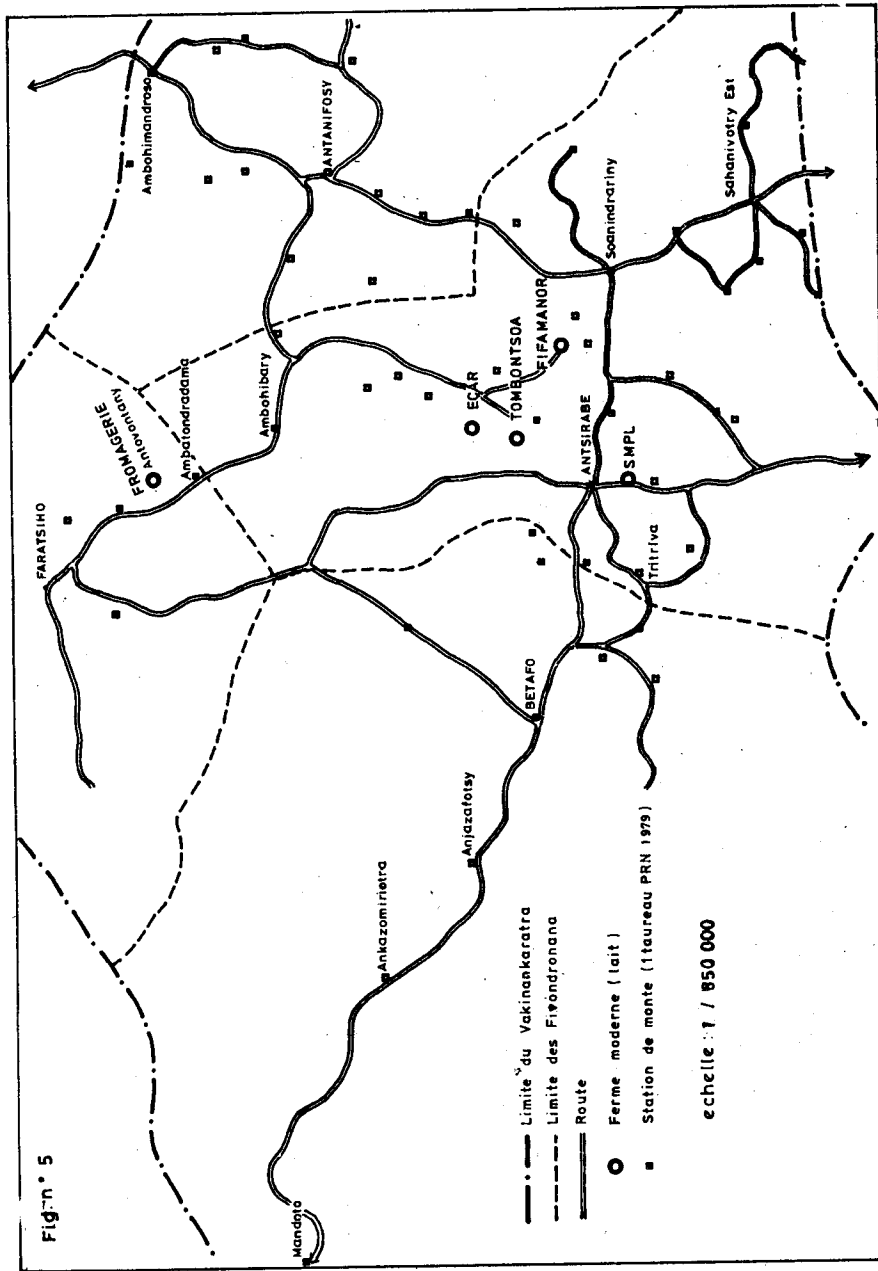 Fig. n° 5
FARATSIHO
FROMAGERIE
Antovontany
Ambatondradama
Ambohibary
Ambohimandroso
ANTANIFOSY
ECAR
TOMBONTSOA
FIFAMANOR
ANTSIRABE
SMPL
Soanindrariny
Sahanivotry Est
Tritriva
BETAFO
Anjazafotsy
Ankazomirietra
Mandoto
Limite du Vakinankaratra
Limite des Fivondronana
Route
Ferme moderne (lait)
Station de monte (1 taureau PRN 1979)
echelle : 1 / 850 000